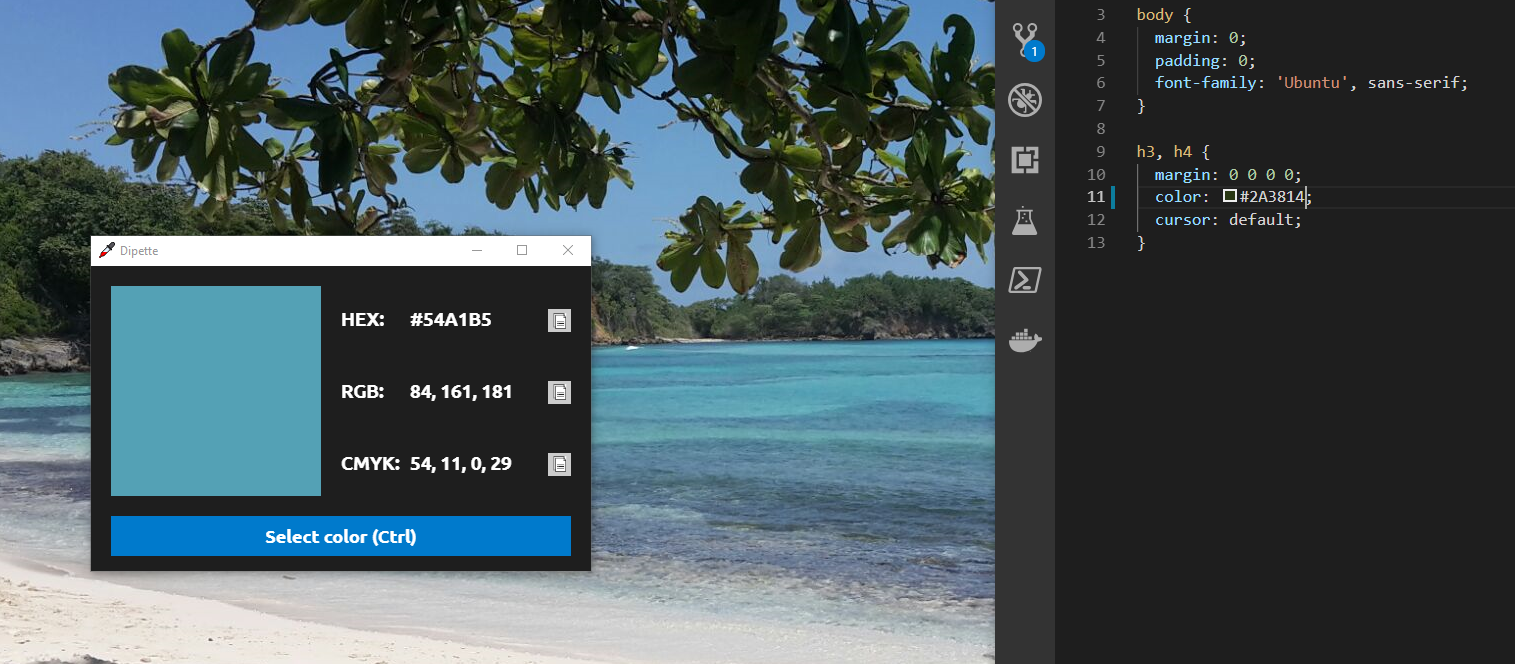 Dipette
HEX: #54A1B5
RGB: 84, 161, 181
CMYK: 54, 11, 0, 29
Select color (Ctrl)
1
3 body {
4 margin: 0;
5 padding: 0;
6 font-family: 'Ubuntu', sans-serif;
7 }
8
9 h3, h4 {
10 margin: 0 0 0 0;
11 color: #2A3814;
12 cursor: default;
13 }